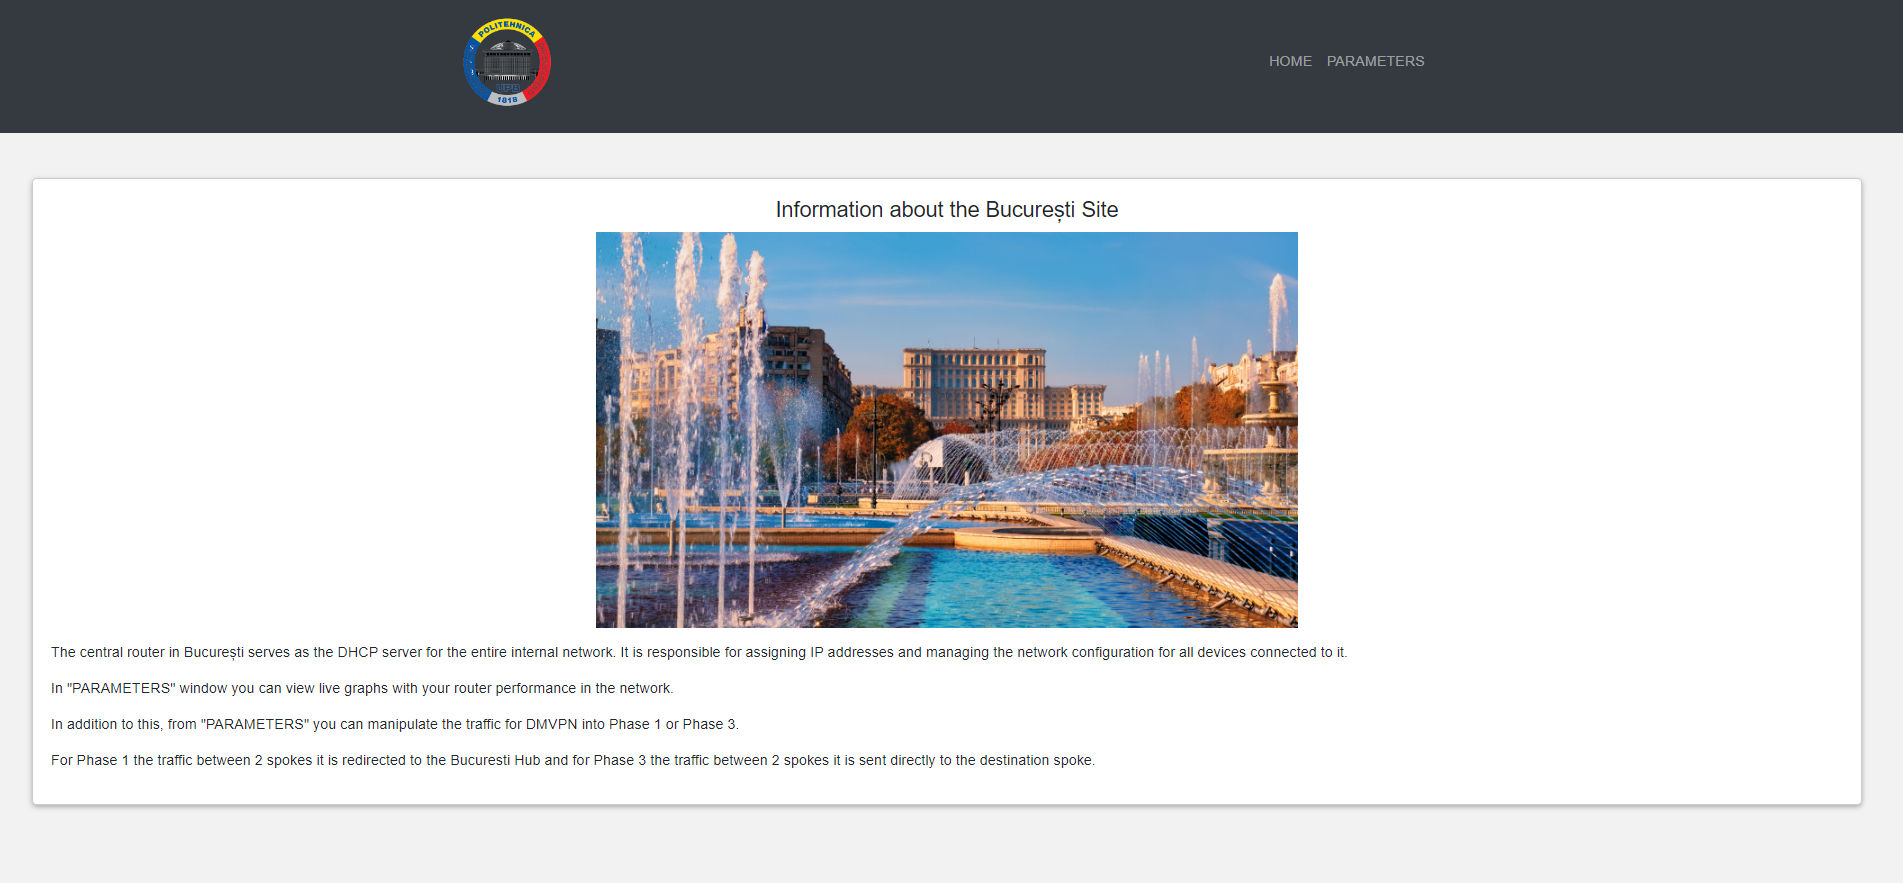 POLITEHNICA
UPB
1818
HOME PARAMETERS
Information about the București Site
The central router in București serves as the DHCP server for the entire internal network. It is responsible for assigning IP addresses and managing the network configuration for all devices connected to it.
In "PARAMETERS" window you can view live graphs with your router performance in the network.
In addition to this, from "PARAMETERS" you can manipulate the traffic for DMVPN into Phase 1 or Phase 3.
For Phase 1 the traffic between 2 spokes it is redirected to the Bucuresti Hub and for Phase 3 the traffic between 2 spokes it is sent directly to the destination spoke.